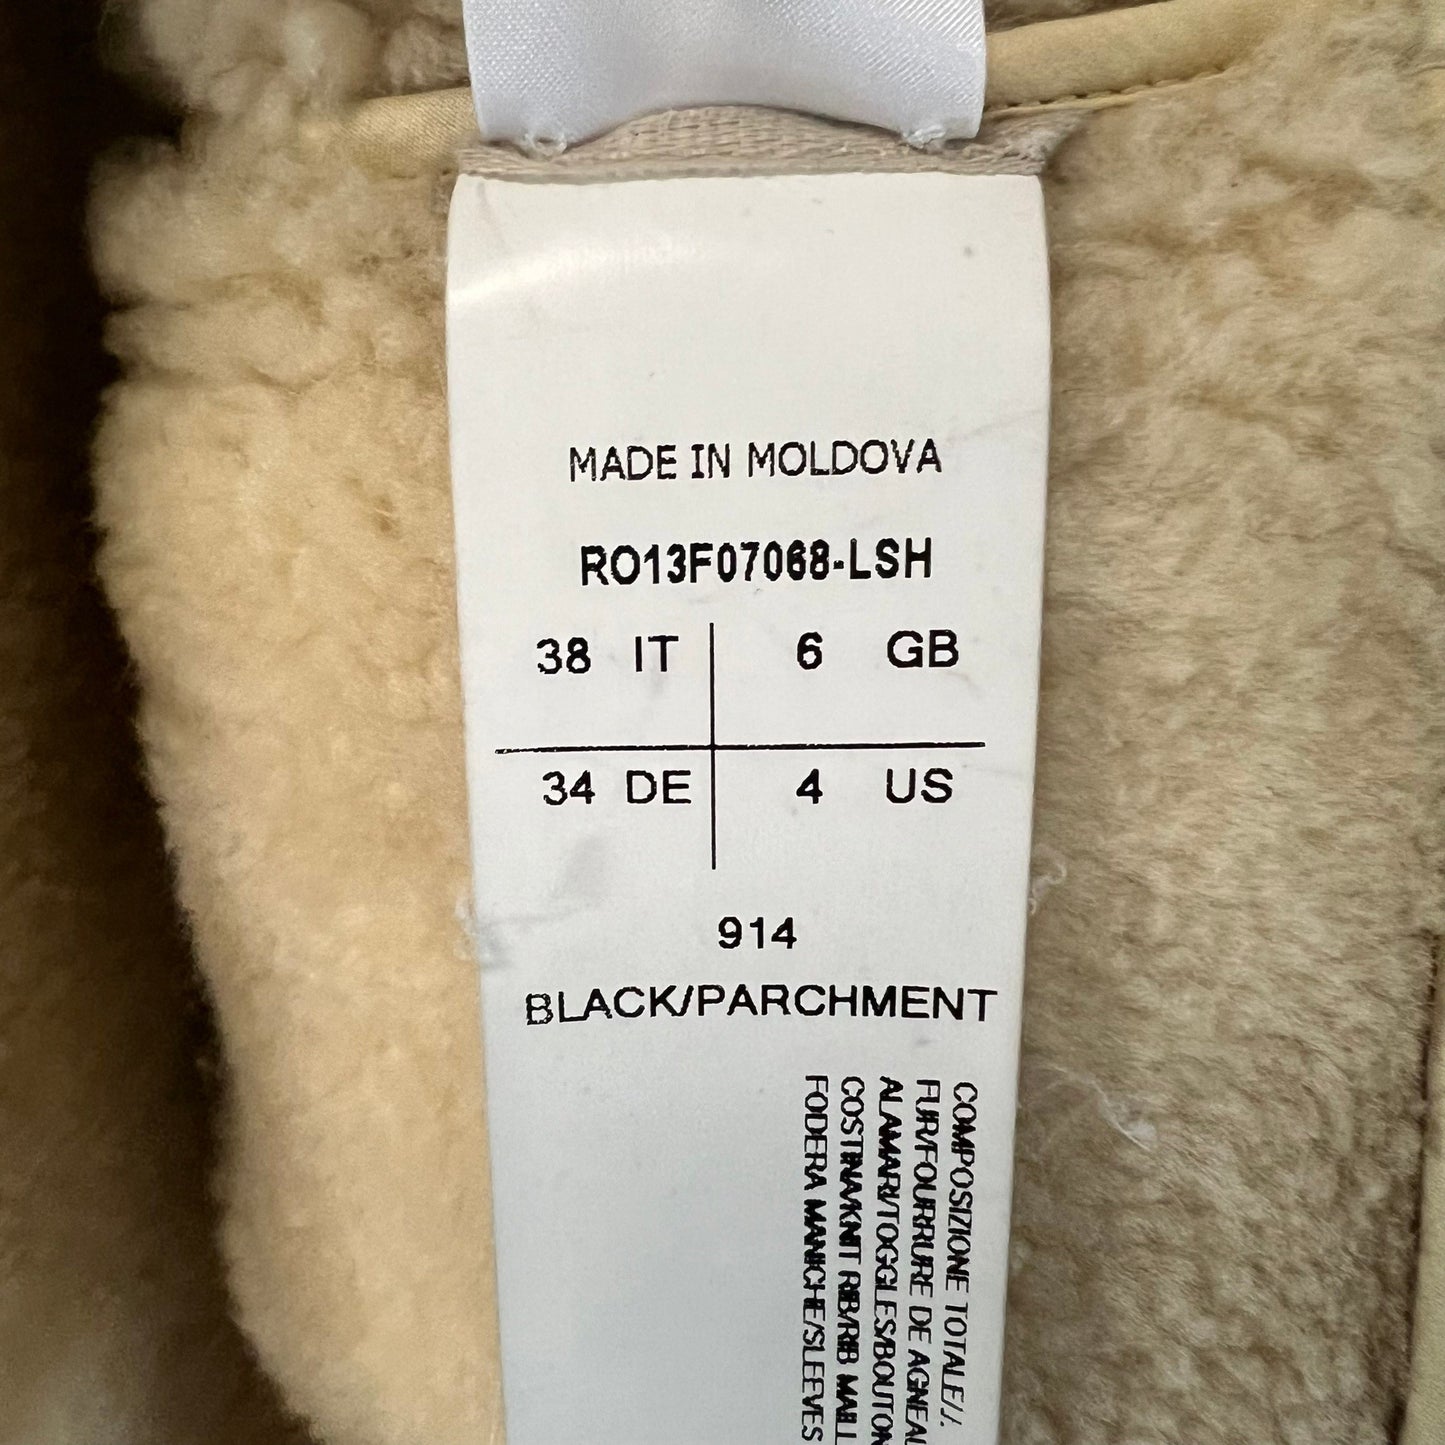 MADE IN MOLDOVA
RO13F07068-LSH
38 IT 6 GB
34 DE 4 US
914
BLACK/PARCHMENT
COMPOSIZIONE TOTALE/
FUR/FOURRURE DE AGNEAU
ALAMARI/TOGGLES/BOUTON
COSTINA/KNIT RIB/RIB MAILL
FODERA MANICHE/SLEEVES